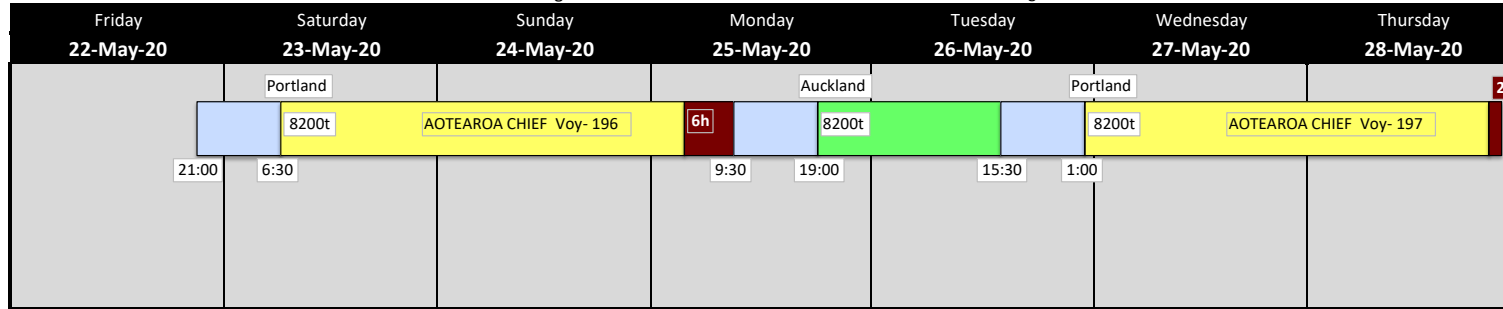 Friday Saturday Sunday Monday Tuesday Wednesday Thursday
22-May-20 23-May-20 24-May-20 25-May-20 26-May-20 27-May-20 28-May-20
Portland Auckland Portland
8200t AOTEAROA CHIEF Voy- 196 6h 8200t 8200t AOTEAROA CHIEF Voy- 197
21:00 6:30 9:30 19:00 15:30 1:00